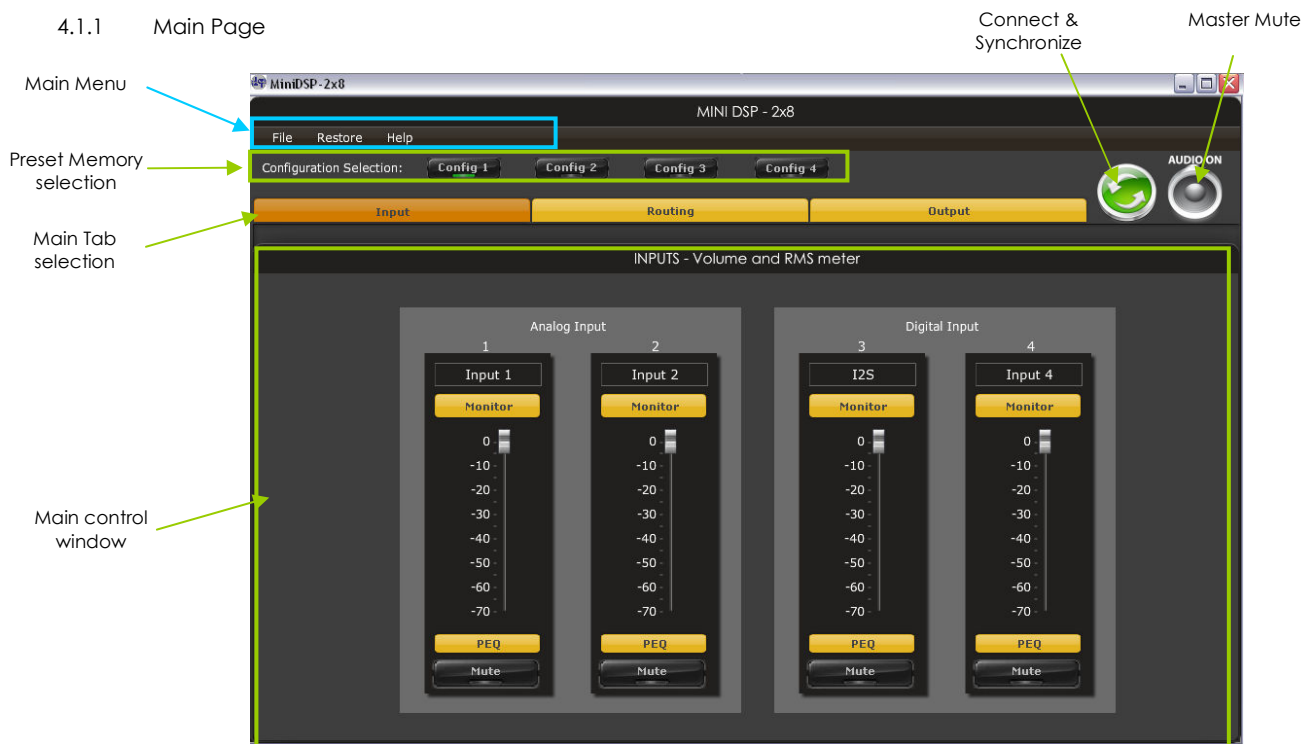 4.1.1 Main Page
Connect &
Synchronize
Master Mute
Main Menu
MiniDSP-2x8
MINI DSP - 2x8
File Restore Help
Preset Memory
selection
Configuration Selection: Config 1 Config 2 Config 3 Config 4
AUDIO ON
Main Tab
selection
Input Routing Output
INPUTS - Volume and RMS meter
Main control
window
Analog Input
1 2
Input 1 Input 2
Monitor Monitor
0 0
-10 -10
-20 -20
-30 -30
-40 -40
-50 -50
-60 -60
-70 -70
PEQ PEQ
Mute Mute
Digital Input
3 4
I2S Input 4
Monitor Monitor
0 0
-10 -10
-20 -20
-30 -30
-40 -40
-50 -50
-60 -60
-70 -70
PEQ PEQ
Mute Mute